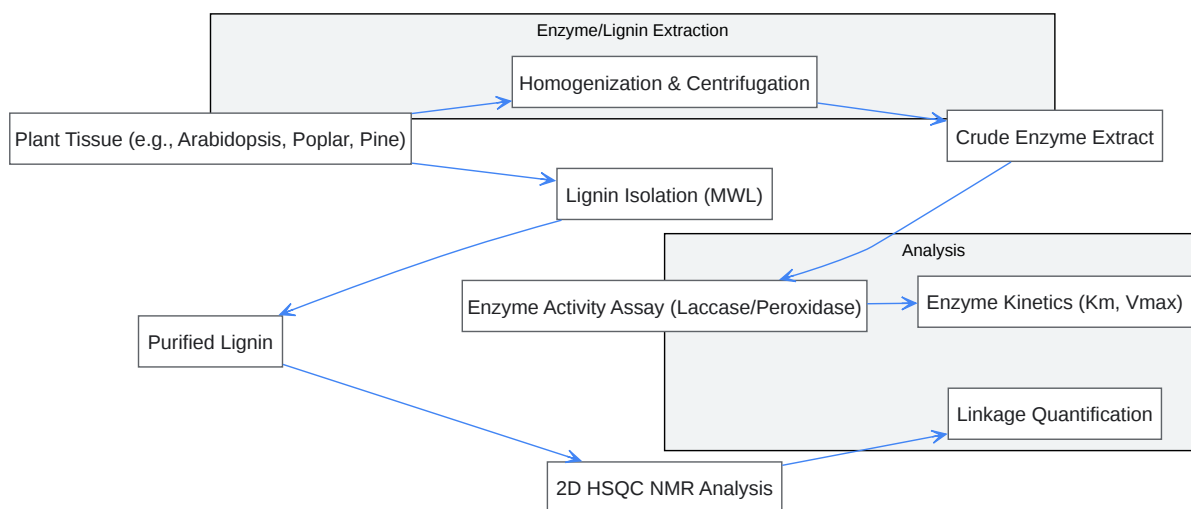 Enzyme/Lignin Extraction
Homogenization & Centrifugation
Plant Tissue (e.g., Arabidopsis, Poplar, Pine)
Crude Enzyme Extract
Lignin Isolation (MWL)
Analysis
Enzyme Activity Assay (Laccase/Peroxidase)
Enzyme Kinetics (Km, Vmax)
Purified Lignin
Linkage Quantification
2D HSQC NMR Analysis